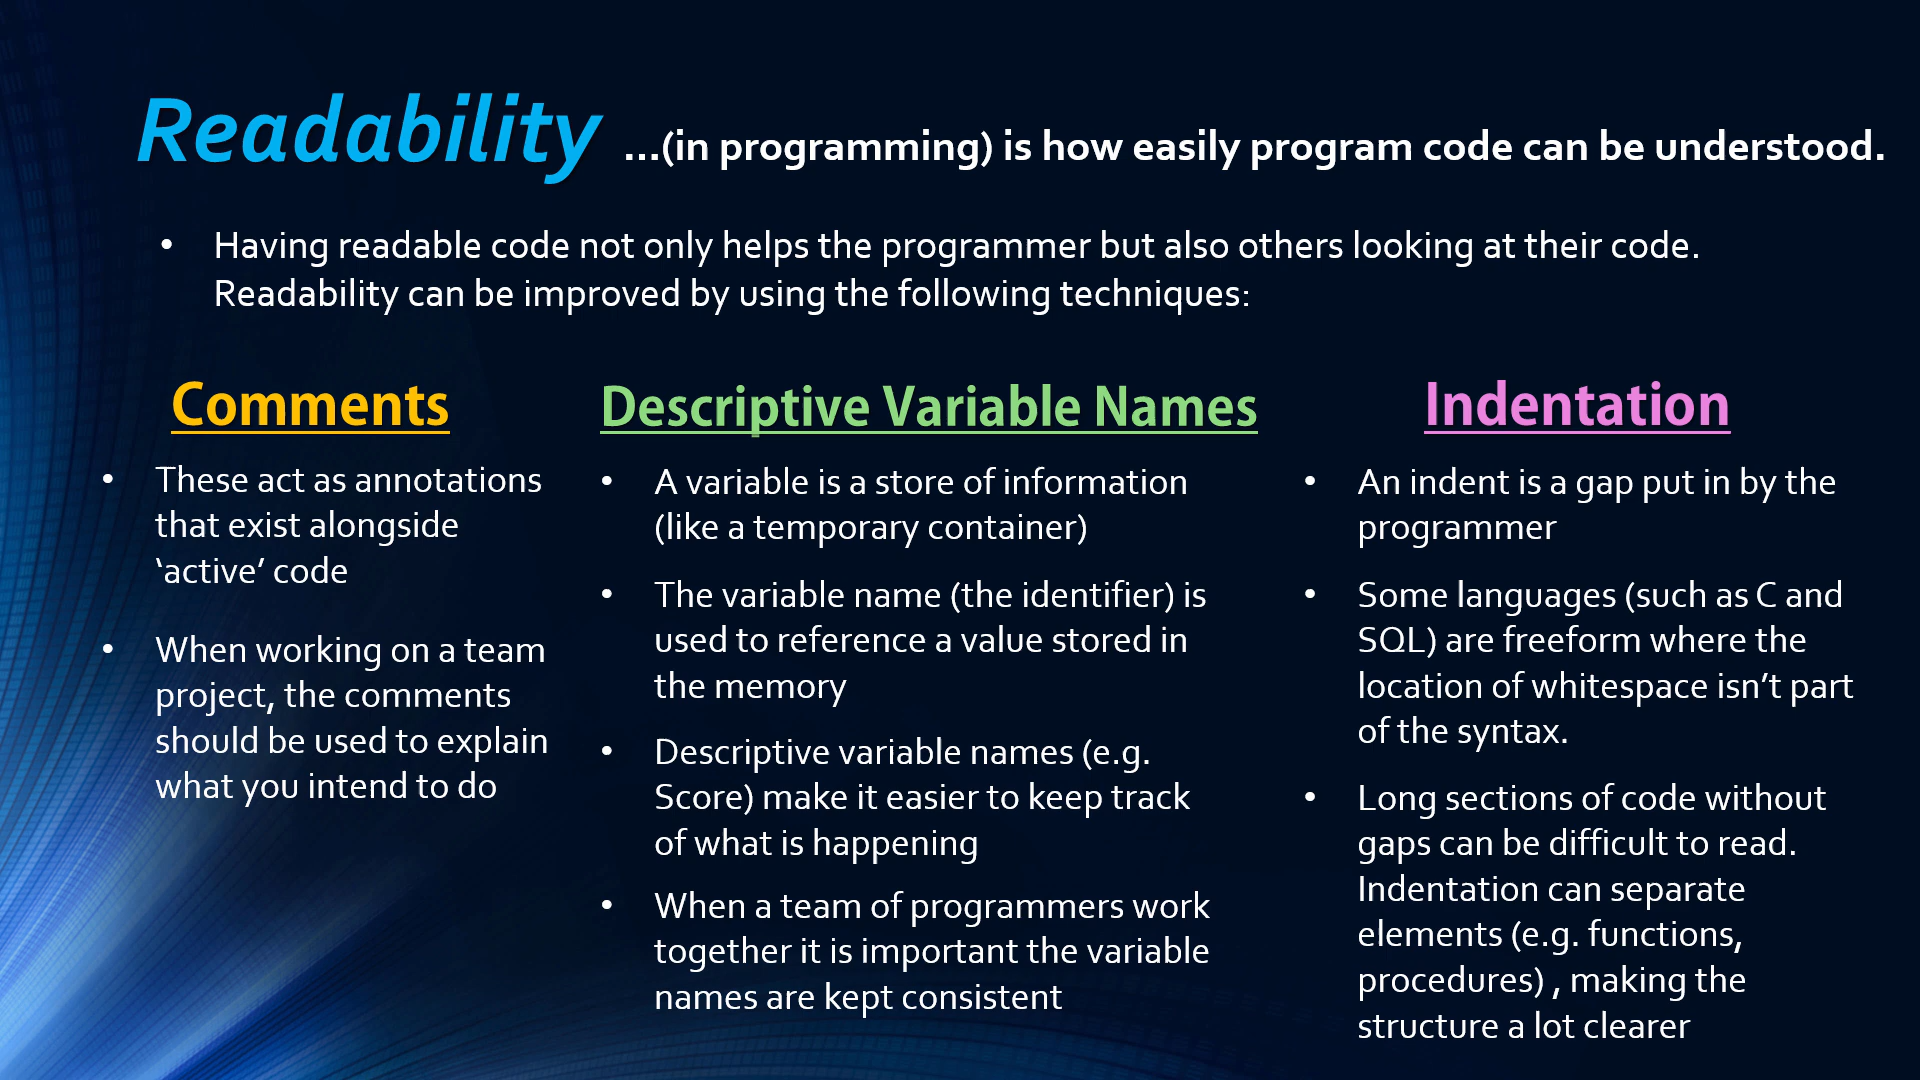 Readability ...(in programming) is how easily program code can be understood.
• Having readable code not only helps the programmer but also others looking at their code.
Readability can be improved by using the following techniques:
Comments
• These act as annotations
that exist alongside
‘active’ code
• When working on a team
project, the comments
should be used to explain
what you intend to do
Descriptive Variable Names
• A variable is a store of information
(like a temporary container)
• The variable name (the identifier) is
used to reference a value stored in
the memory
• Descriptive variable names (e.g.
Score) make it easier to keep track
of what is happening
• When a team of programmers work
together it is important the variable
names are kept consistent
Indentation
• An indent is a gap put in by the
programmer
• Some languages (such as C and
SQL) are freeform where the
location of whitespace isn’t part
of the syntax.
• Long sections of code without
gaps can be difficult to read.
Indentation can separate
elements (e.g. functions,
procedures) , making the
structure a lot clearer